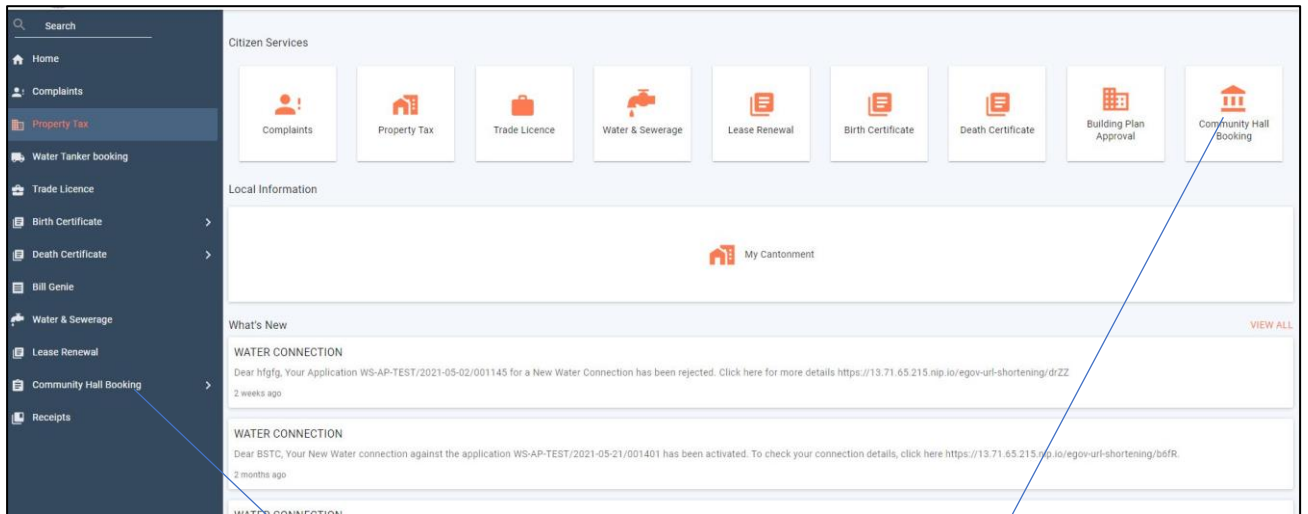 Search
Home
Complaints
Property Tax
Water Tanker booking
Trade Licence
Birth Certificate
Death Certificate
Bill Genie
Water & Sewerage
Lease Renewal
Community Hall Booking
Receipts
Citizen Services
Complaints
Property Tax
Trade Licence
Water & Sewerage
Lease Renewal
Birth Certificate
Death Certificate
Building Plan
Approval
Community Hall
Booking
Local Information
My Cantonment
What's New
VIEW ALL
WATER CONNECTION
Dear hfgfg, Your Application WS-AP-TEST/2021-05-02/001145 for a New Water Connection has been rejected. Click here for more details https://13.71.65.215.nip.io/egov-url-shortening/drZZ
2 weeks ago
WATER CONNECTION
Dear BSTC, Your New Water connection against the application WS-AP-TEST/2021-05-21/001401 has been activated. To check your connection details, click here https://13.71.65.215.nip.io/egov-url-shortening/b6fR.
2 months ago
WATER CONNECTION